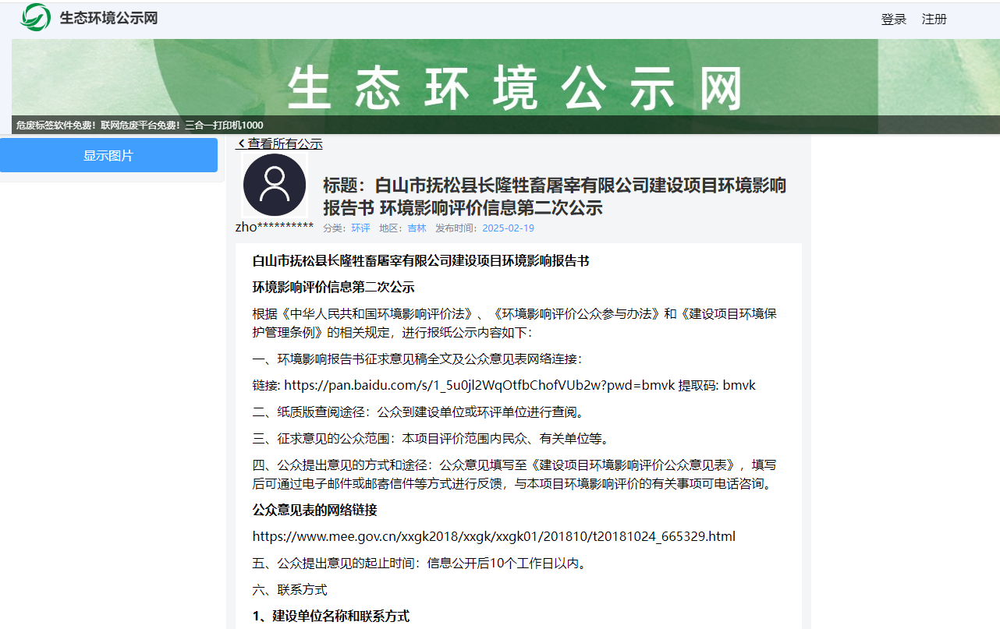 生态环境公示网
登录 注册
生态环境公示网
危废标签软件免费！联网危废平台免费！三合一打印机1000
显示图片
查看所有公示
标题：白山市抚松县长隆牲畜屠宰有限公司建设项目环境影响
报告书 环境影响评价信息第二次公示
zho**********
分类：环评 地区：吉林 发布时间：2025-02-19
白山市抚松县长隆牲畜屠宰有限公司建设项目环境影响报告书
环境影响评价信息第二次公示
根据《中华人民共和国环境影响评价法》、《环境影响评价公众参与办法》和《建设项目环境保
护管理条例》的相关规定，进行报纸公示内容如下：
一、环境影响报告书征求意见稿全文及公众意见表网络连接：
链接: https://pan.baidu.com/s/1_5u0jl2WqOtfbChofVUb2w?pwd=bmvk 提取码: bmvk
二、纸质版查阅途径：公众到建设单位或环评单位进行查阅。
三、征求意见的公众范围：本项目评价范围内民众、有关单位等。
四、公众提出意见的方式和途径：公众意见填写至《建设项目环境影响评价公众意见表》，填写
后可通过电子邮件或邮寄信件等方式进行反馈，与本项目环境影响评价的有关事项可电话咨询。
公众意见表的网络链接
https://www.mee.gov.cn/xxgk2018/xxgk/xxgk01/201810/t20181024_665329.html
五、公众提出意见的起止时间：信息公开后10个工作日以内。
六、联系方式
1、建设单位名称和联系方式